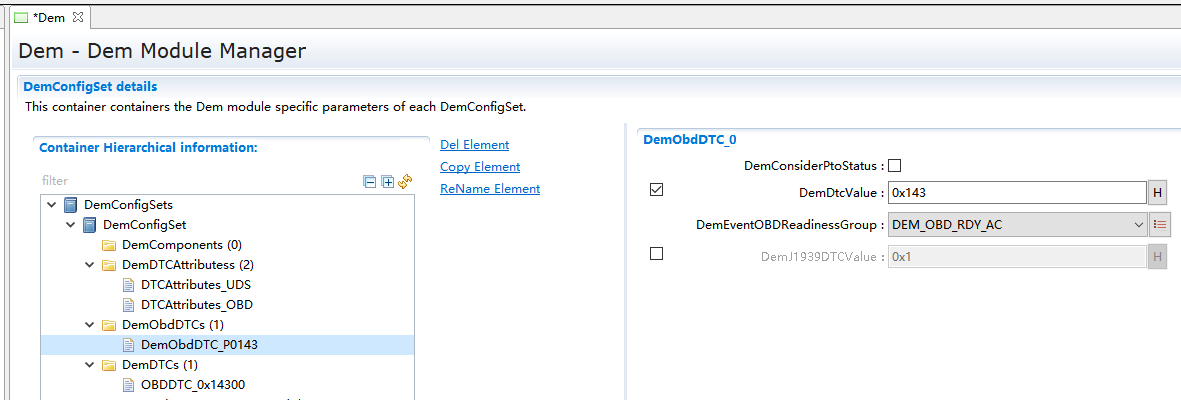 *Dem
Dem - Dem Module Manager
DemConfigSet details
This container containers the Dem module specific parameters of each DemConfigSet.
Container Hierarchical information:
filter
DemConfigSets
DemConfigSet
DemComponents (0)
DemDTCAttributess (2)
DTCAttributes_UDS
DTCAttributes_OBD
DemObdDTCs (1)
DemObdDTC_P0143
DemDTCs (1)
OBDDTC_0x14300
Del Element
Copy Element
ReName Element
DemObdDTC_0
DemConsiderPtoStatus :
DemDtcValue : 0x143 H
DemEventOBDReadinessGroup : DEM_OBD_RDY_AC
DemJ1939DTCValue : 0x1 H